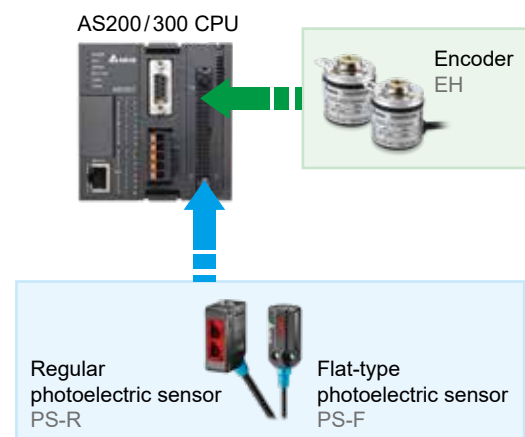 AS200/300 CPU
Encoder
EH
Regular
photoelectric sensor
PS-R
Flat-type
photoelectric sensor
PS-F